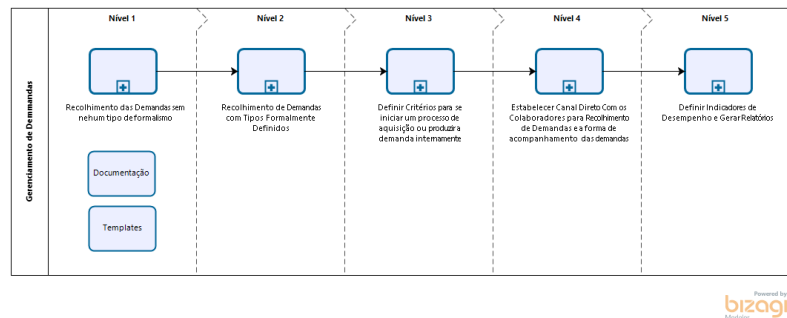 Nível 1
Nível 2
Nível 3
Nível 4
Nível 5
Gerenciamento de Demmandas
Recolhimento das Demandas sem
nehum tipo de formalismo
Recolhimento de Demandas
com Tipos Formalmente
Definidos
Definir Critérios para se
iniciar um processo de
aquisição ou produzir a
demanda internamente
Estabelecer Canal Direto Com os
Colaboradores para Recolhimento
de Demandas e a forma de
acompanhamento das demandas
Definir Indicadores de
Desempenho e Gerar Relatórios
Documentação
Templates
Powered by
bizagi
Modeler